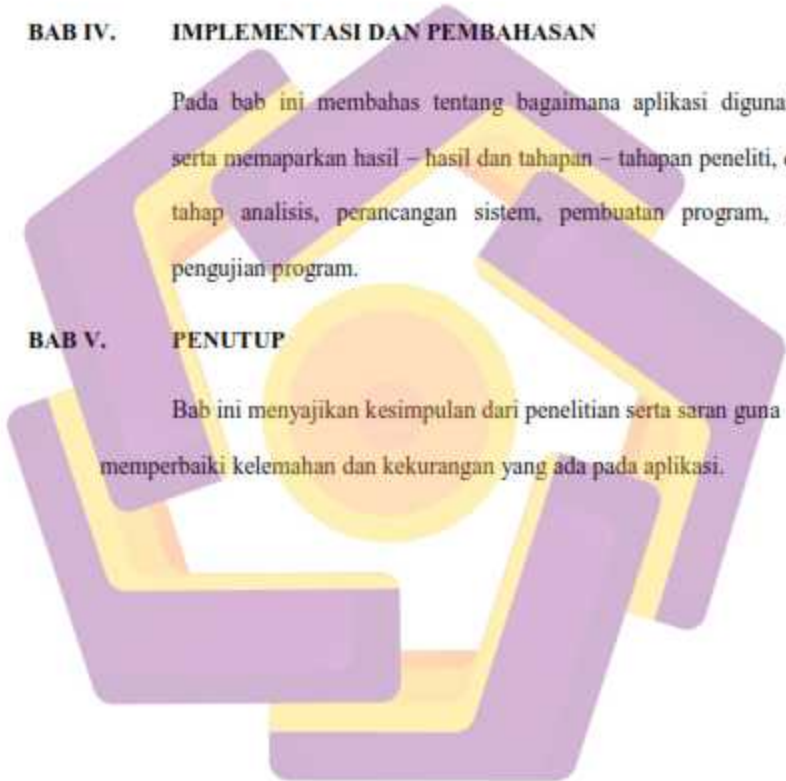 BAB IV. IMPLEMENTASI DAN PEMBAHASAN
Pada bab ini membahas tentang bagaimana aplikasi diguna
serta memaparkan hasil – hasil dan tahapan – tahapan peneliti,
tahap analisis, perancangan sistem, pembuatan program,
pengujian program.
BAB V. PENUTUP
Bab ini menyajikan kesimpulan dari penelitian serta saran guna
memperbaiki kelemahan dan kekurangan yang ada pada aplikasi.